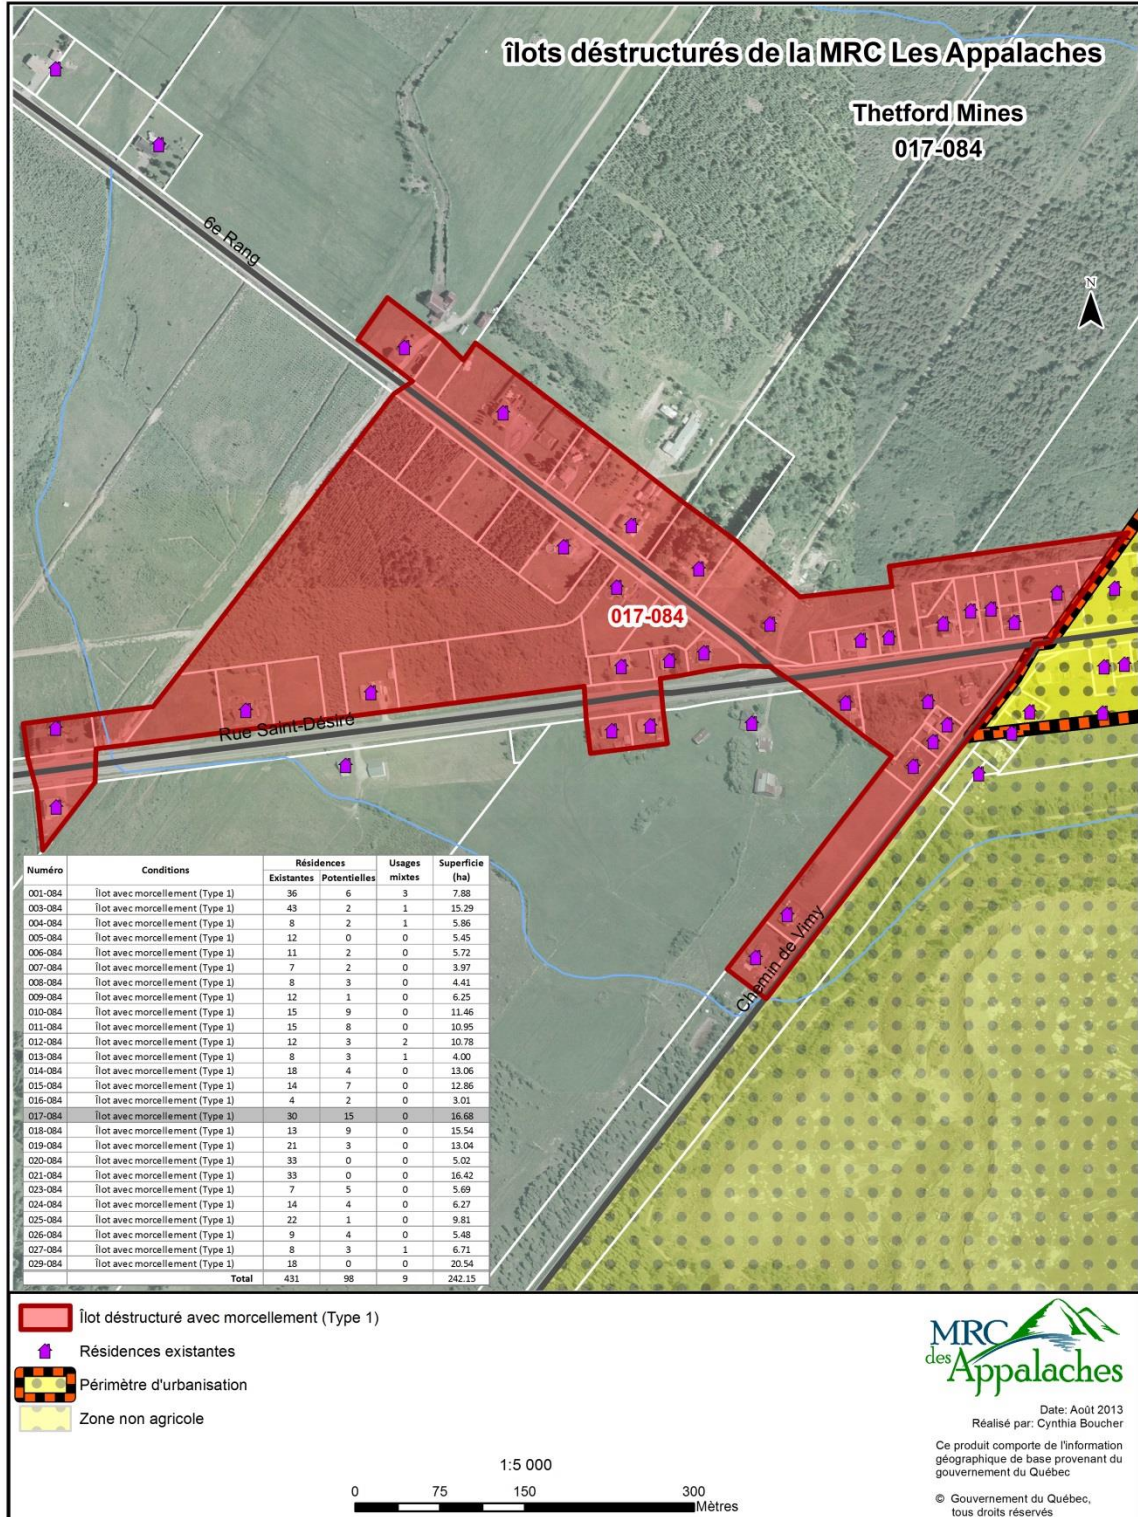 îlots déstructurés de la MRC Les Appalaches
Thetford Mines
017-084
N
6e Rang
017-084
Rue Saint-Désiré
Chemin de Vimy
Numéro Conditions Résidences Usages mixtes Superficie (ha)
Existantes Potentielles
001-084 Îlot avec morcellement (Type 1) 36 6 3 7.88
003-084 Îlot avec morcellement (Type 1) 43 2 1 15.29
004-084 Îlot avec morcellement (Type 1) 8 2 1 5.86
005-084 Îlot avec morcellement (Type 1) 12 0 0 5.45
006-084 Îlot avec morcellement (Type 1) 11 2 0 5.72
007-084 Îlot avec morcellement (Type 1) 7 2 0 3.97
008-084 Îlot avec morcellement (Type 1) 8 3 0 4.41
009-084 Îlot avec morcellement (Type 1) 12 1 0 6.25
010-084 Îlot avec morcellement (Type 1) 15 9 0 11.46
011-084 Îlot avec morcellement (Type 1) 15 8 0 10.95
012-084 Îlot avec morcellement (Type 1) 12 3 2 10.78
013-084 Îlot avec morcellement (Type 1) 8 3 1 4.00
014-084 Îlot avec morcellement (Type 1) 18 4 0 13.06
015-084 Îlot avec morcellement (Type 1) 14 7 0 12.86
016-084 Îlot avec morcellement (Type 1) 4 2 0 3.01
017-084 Îlot avec morcellement (Type 1) 30 15 0 16.68
018-084 Îlot avec morcellement (Type 1) 13 9 0 15.54
019-084 Îlot avec morcellement (Type 1) 21 3 0 13.04
020-084 Îlot avec morcellement (Type 1) 33 0 0 5.02
021-084 Îlot avec morcellement (Type 1) 33 0 0 16.42
023-084 Îlot avec morcellement (Type 1) 7 5 0 5.69
024-084 Îlot avec morcellement (Type 1) 14 4 0 6.27
025-084 Îlot avec morcellement (Type 1) 22 1 0 9.81
026-084 Îlot avec morcellement (Type 1) 9 4 0 5.48
027-084 Îlot avec morcellement (Type 1) 8 3 1 6.71
029-084 Îlot avec morcellement (Type 1) 18 0 0 20.54
Total 431 98 9 242.15
Îlot déstructuré avec morcellement (Type 1)
Résidences existantes
Périmètre d'urbanisation
Zone non agricole
1:5 000
0 75 150 300
Mètres
MRC
des Appalaches
Date: Août 2013
Réalisé par: Cynthia Boucher
Ce produit comporte de l'information
géographique de base provenant du
gouvernement du Québec
© Gouvernement du Québec,
tous droits réservés